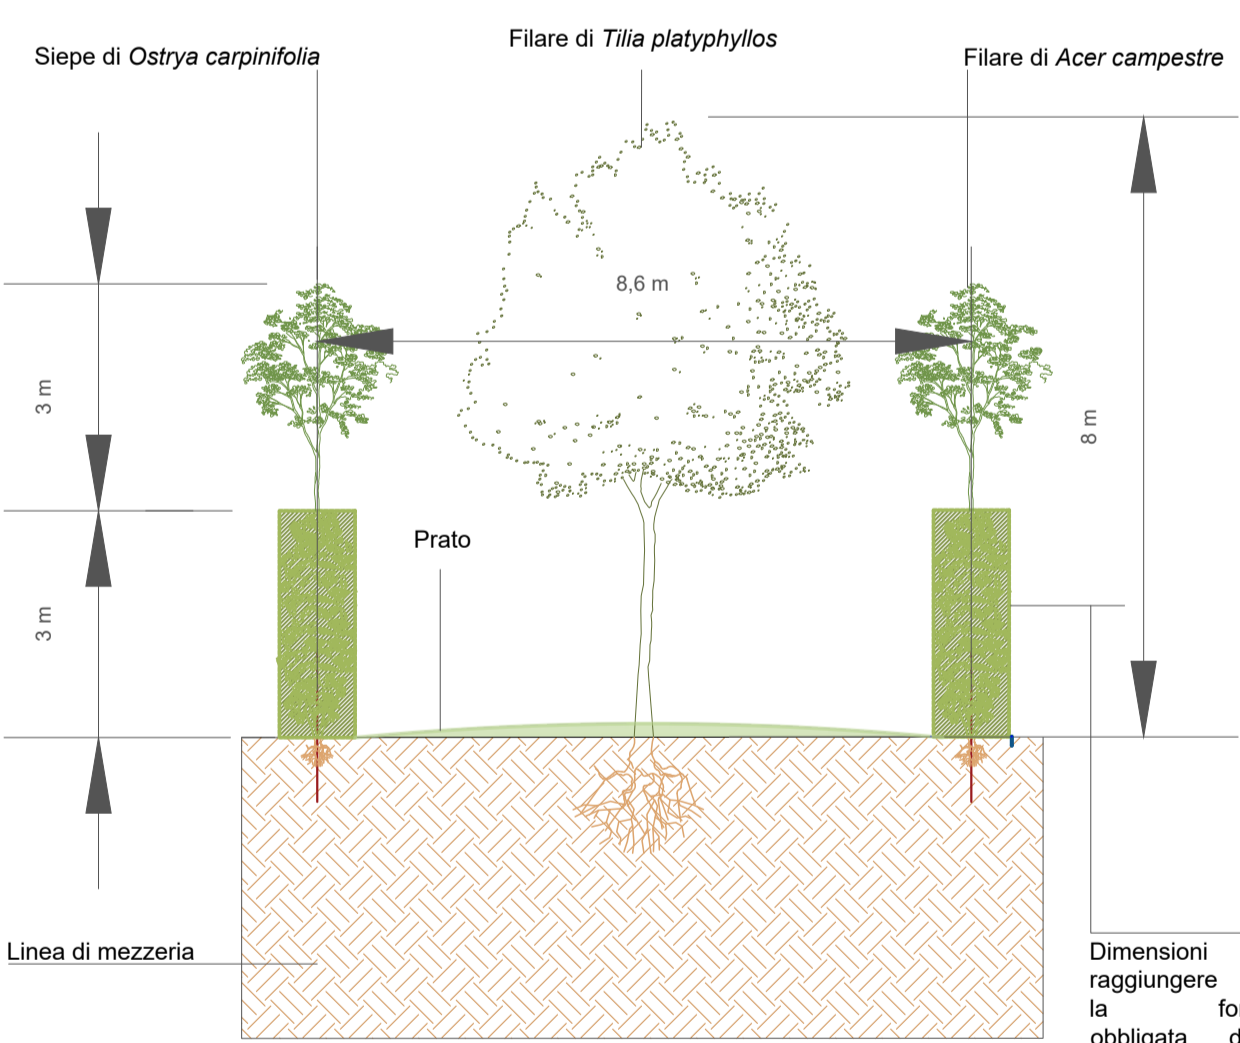 Filare di Tilia platyphyllos
Siepe di Ostrya carpinifolia
Filare di Acer campestre
8,6 m
3 m
8 m
Prato
3 m
Linea di mezzeria
Dimensioni
raggiungere
la
obbligata